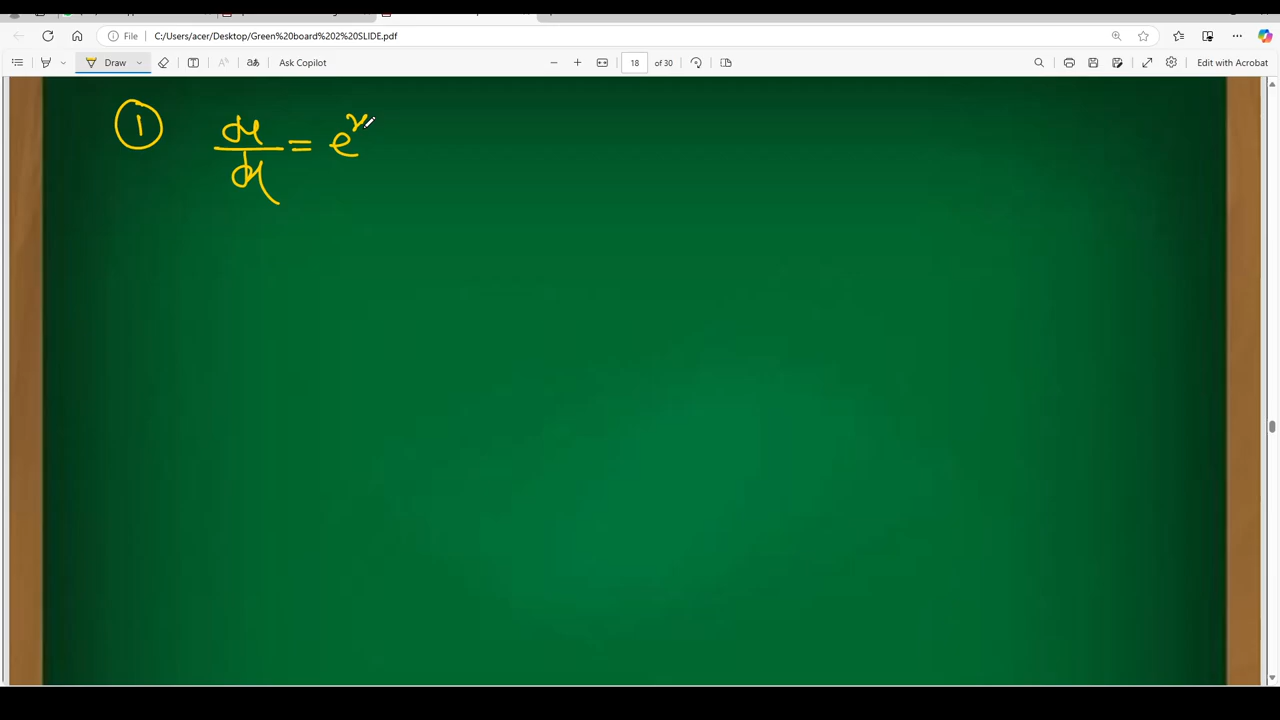 File C:/Users/acer/Desktop/Green%20board%202%20SLIDE.pdf
Draw Ask Copilot 18 of 30 Edit with Acrobat
① dx/dx = e^x